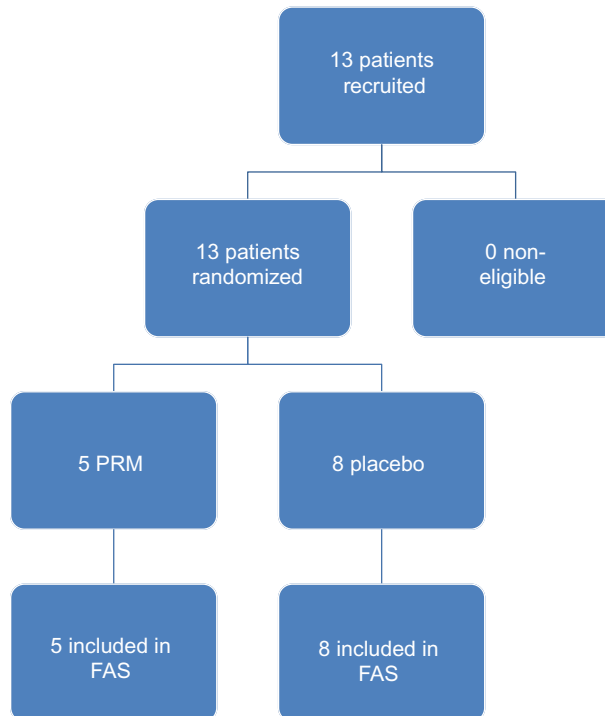 13 patients
recruited
13 patients
randomized
0 non-
eligible
5 PRM
8 placebo
5 included in
FAS
8 included in
FAS